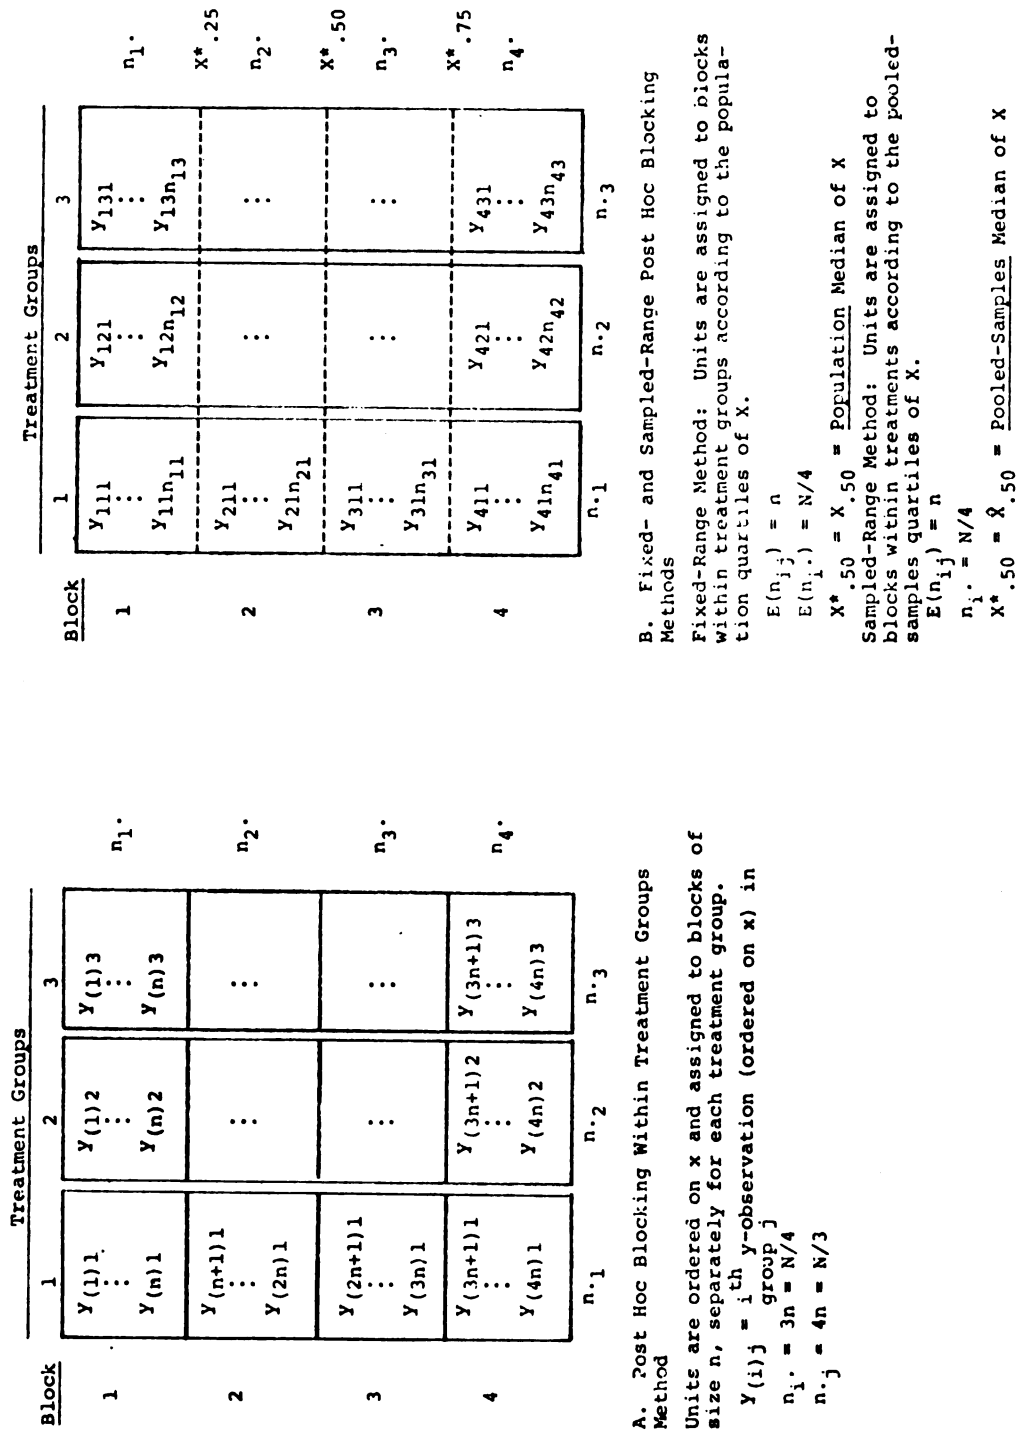 Treatment Groups
Block 1 2 3
1 Y(1)1 Y(1)2 Y(1)3 n1.
⋮ ⋮ ⋮
Y(n)1 Y(n)2 Y(n)3
2 Y(n+1)1 ⋮ ⋮ n2.
⋮
Y(2n)1
3 Y(2n+1)1 ⋮ ⋮ n3.
⋮
Y(3n)1
4 Y(3n+1)1 Y(3n+1)2 Y(3n+1)3 n4.
⋮ ⋮ ⋮
Y(4n)1 Y(4n)2 Y(4n)3
n.1 n.2 n.3
A. Post Hoc Blocking Within Treatment Groups
Method
Units are ordered on x and assigned to blocks of
size n, separately for each treatment group.
Y(i)j = ith y-observation (ordered on x) in
group j
ni. = 3n = N/4
n.j = 4n = N/3
Treatment Groups
Block 1 2 3
1 Y111 Y121 Y131 n1.
⋮ ⋮ ⋮
Y11n11 Y12n12 Y13n13
X*.25
2 Y211 ⋮ ⋮ n2.
⋮
Y21n21
X*.50
3 Y311 ⋮ ⋮ n3.
⋮
Y31n31
X*.75
4 Y411 Y421 Y431 n4.
⋮ ⋮ ⋮
Y41n41 Y42n42 Y43n43
n.1 n.2 n.3
B. Fixed- and Sampled-Range Post Hoc Blocking
Methods
Fixed-Range Method: Units are assigned to blocks
within treatment groups according to the popula-
tion quartiles of X.
E(nij) = n
E(ni.) = N/4
X*.50 = X.50 = Population Median of X
Sampled-Range Method: Units are assigned to
blocks within treatments according to the pooled-
samples quartiles of X.
E(nij) = n
ni. = N/4
X*.50 = X̂.50 = Pooled-Samples Median of X